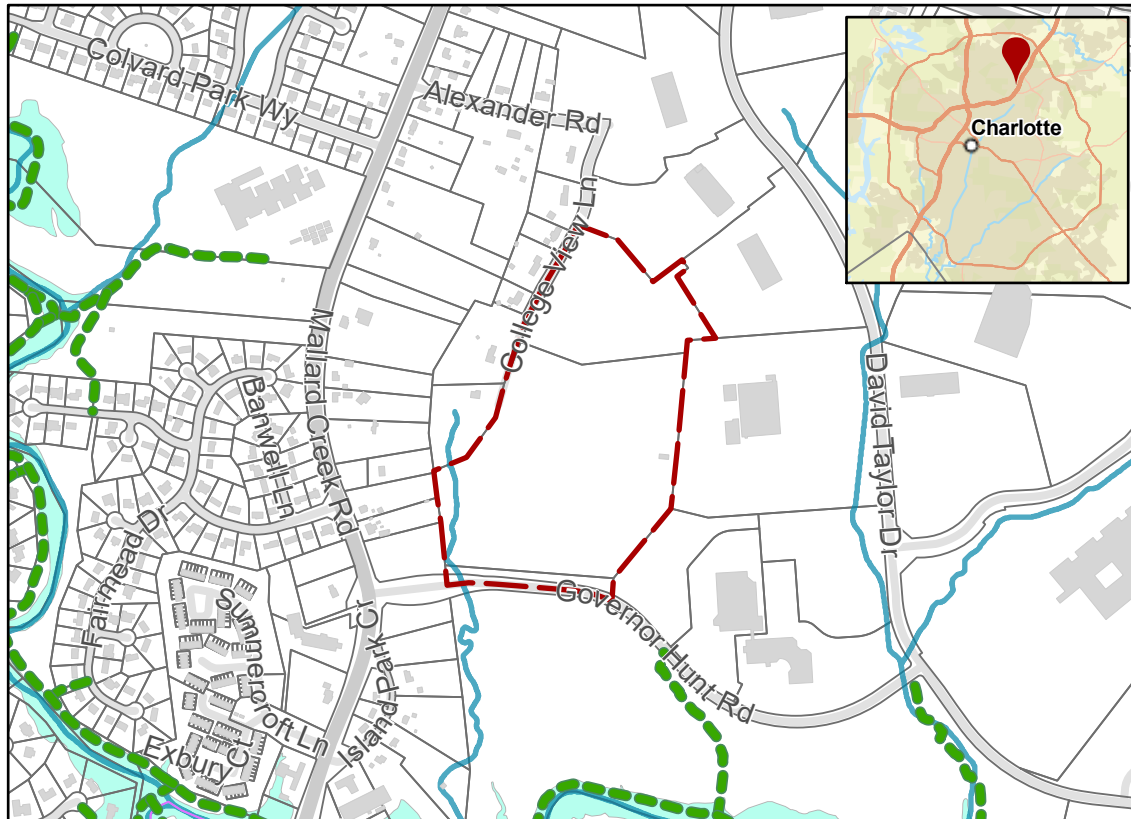 Colvard Park Wy
Alexander Rd
Charlotte
College View Ln
Mallard Creek Rd
Barwell Ln
David Taylor Dr
Fairmead Dr
Summercroft Ln
Island Park Ct
Governor Hunt Rd
Exbury Ct